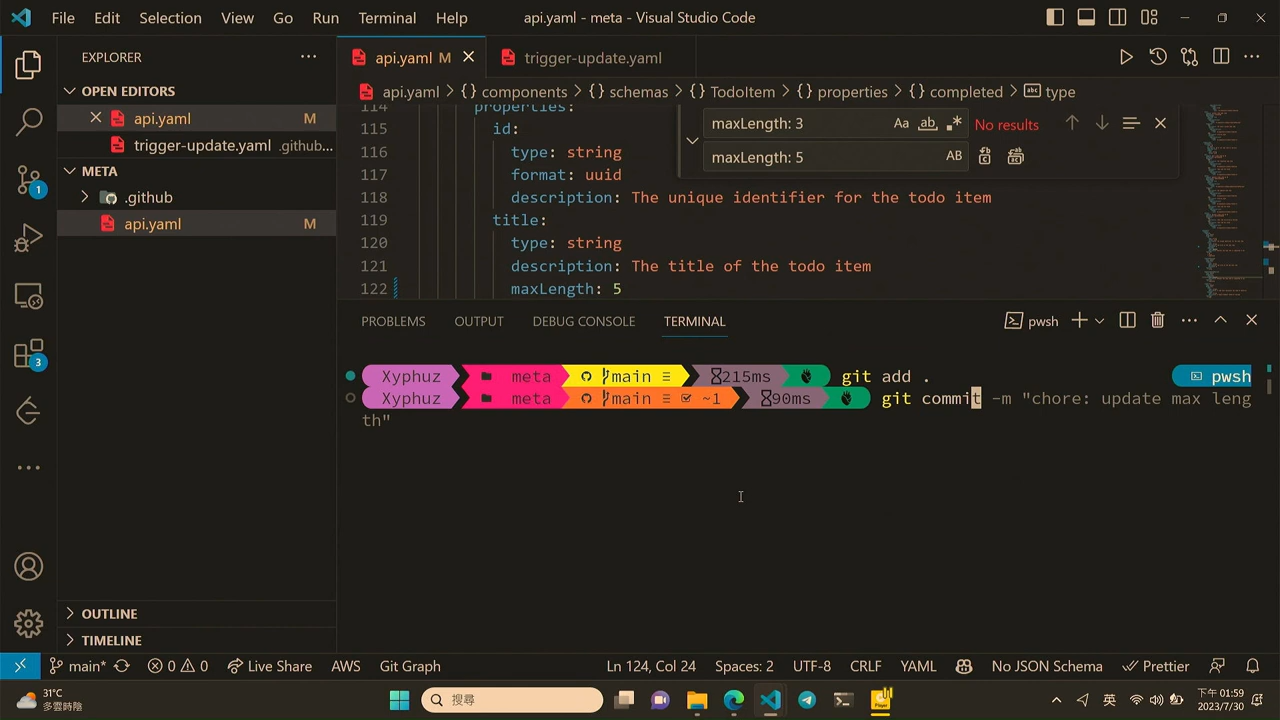 File Edit Selection View Go Run Terminal Help api.yaml - meta - Visual Studio Code
EXPLORER
OPEN EDITORS
api.yaml M
trigger-update.yaml .github...
META
.github
api.yaml M
OUTLINE
TIMELINE
1
3
api.yaml M trigger-update.yaml
api.yaml > components > schemas > TodoItem > properties > completed > type
maxLength: 3 Aa ab No results
maxLength: 5 AB
114 properties:
115 id:
116 type: string
117 format: uuid
118 description: The unique identifier for the todo item
119 title:
120 type: string
121 description: The title of the todo item
122 maxLength: 5
PROBLEMS OUTPUT DEBUG CONSOLE TERMINAL pwsh
Xyphuz meta main ≡ 215ms git add . pwsh
Xyphuz meta main ≡ ~1 90ms git commit -m "chore: update max leng
th"
main* 0 0 Live Share AWS Git Graph Ln 124, Col 24 Spaces: 2 UTF-8 CRLF YAML No JSON Schema Prettier
31°C
多雲時陰
搜尋
英
下午 01:59
2023/7/30